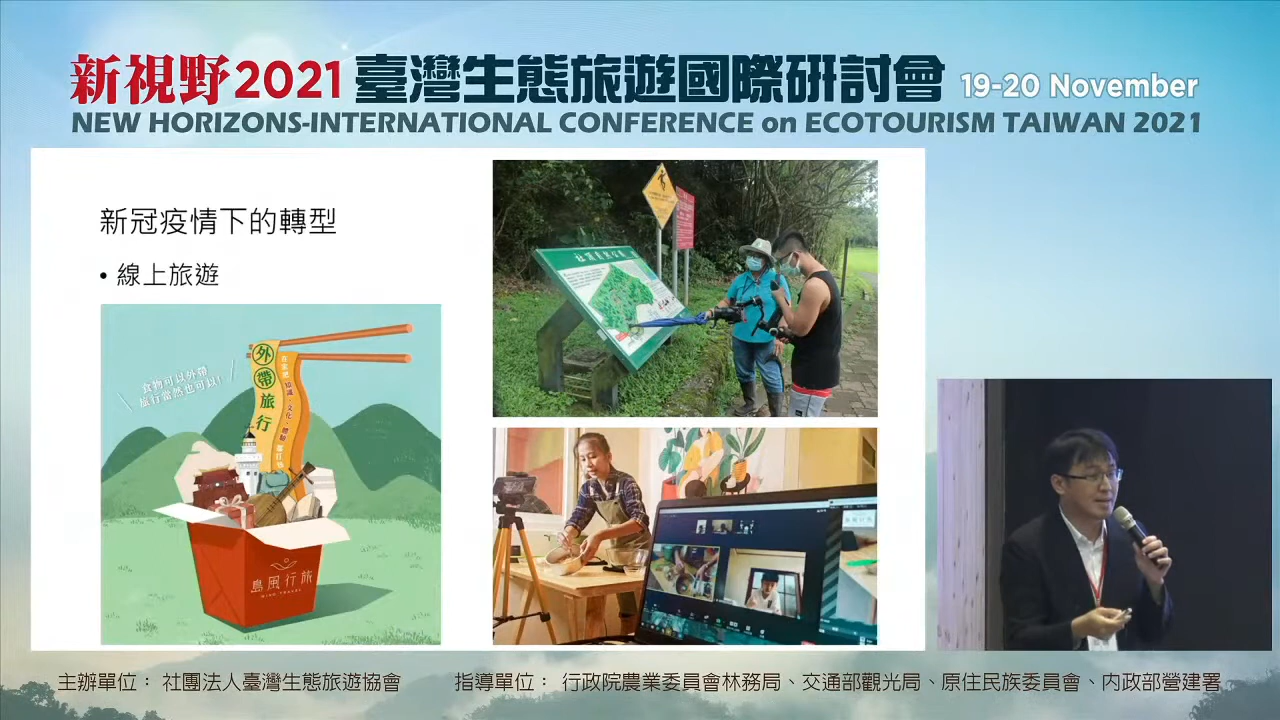 新視野2021臺灣生態旅遊國際研討會 19-20 November
NEW HORIZONS-INTERNATIONAL CONFERENCE on ECOTOURISM TAIWAN 2021
新冠疫情下的轉型
• 線上旅遊
食物可以外帶
旅行當然也可以!
外帶旅行
島風行旅
主辦單位： 社團法人臺灣生態旅遊協會
指導單位： 行政院農業委員會林務局、交通部觀光局、原住民族委員會、內政部營建署